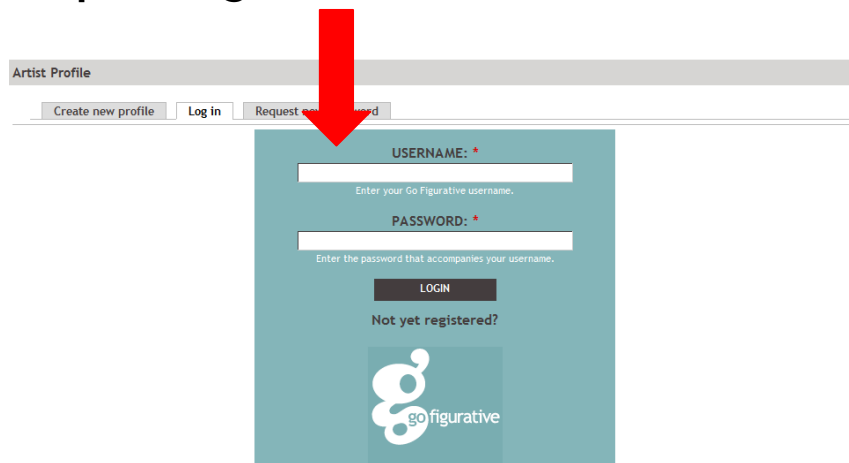 Artist Profile
Create new profile Log in Request
USERNAME: *
Enter your Go Figurative username.
PASSWORD: *
Enter the password that accompanies your username.
LOGIN
Not yet registered?
go figurative